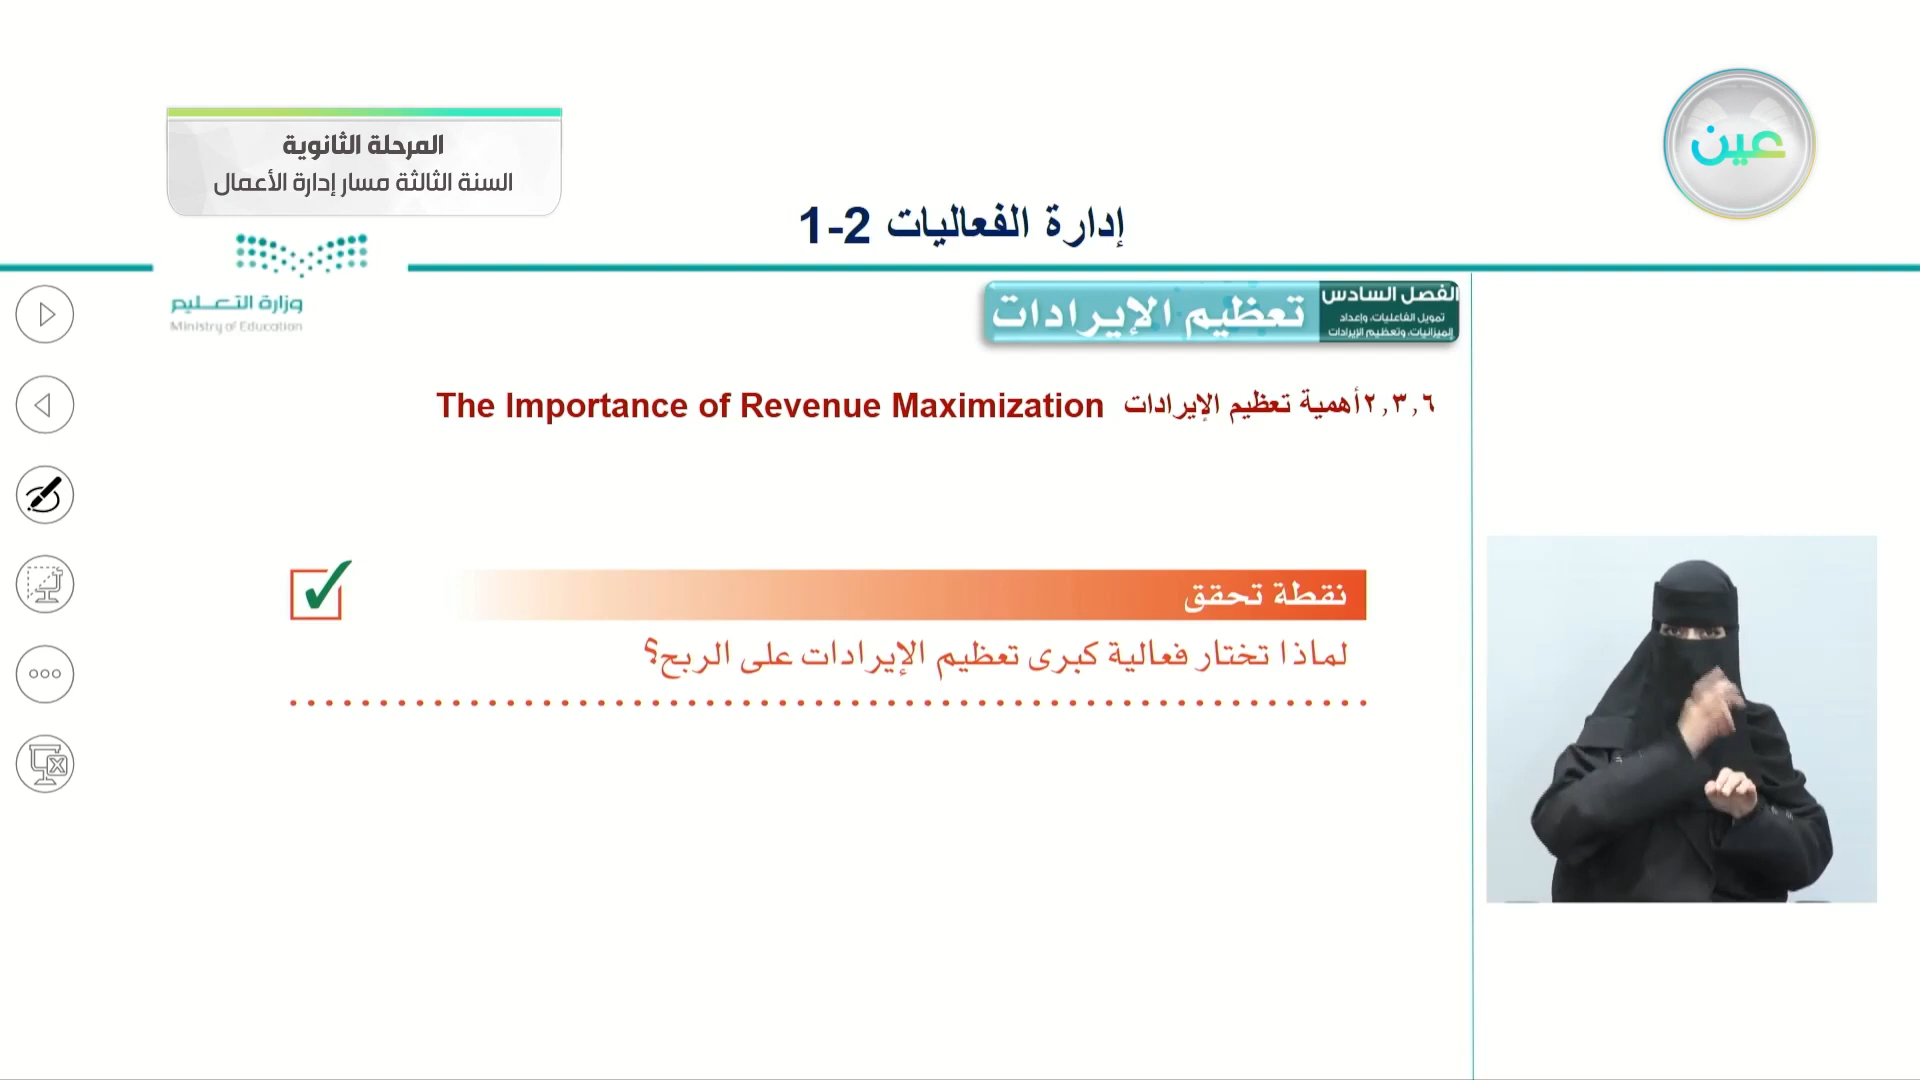 المرحلة الثانوية
السنة الثالثة مسار إدارة الأعمال
عين
إدارة الفعاليات 2-1
وزارة التعليم
Ministry of Education
الفصل السادس
تمويل الفاعليات، وإعداد
الميزانيات، وتعظيم الإيرادات
تعظيم الإيرادات
٢,٣,٦أهمية تعظيم الإيرادات The Importance of Revenue Maximization
نقطة تحقق
لماذا تختار فعالية كبرى تعظيم الإيرادات على الربح؟